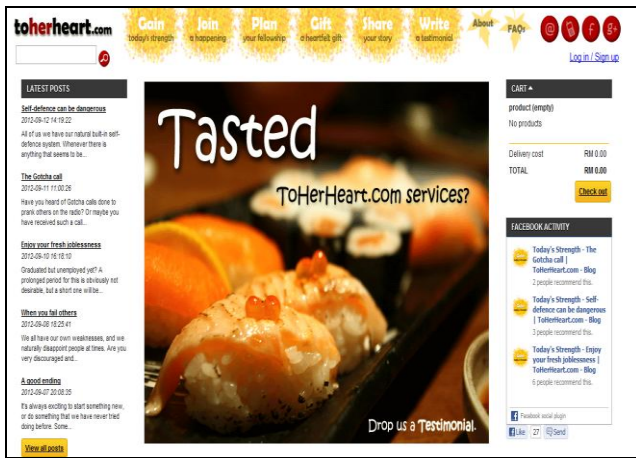 toherheart.com
Gain
today's strength
Join
a happening
Plan
your fellowship
Gift
a heartfelt gift
Share
your story
Write
a testimonial
About
FAQs
Log in / Sign up
LATEST POSTS
Self-defence can be dangerous
2012-09-12 14:19:22
All of us we have our natural built-in self-
defence system. Whenever there is
anything that seems to be...
The Gotcha call
2012-09-11 11:00:26
Have you heard of Gotcha calls done to
prank others on the radio? Or maybe you
have received such a call...
Enjoy your fresh joblessness
2012-09-10 16:18:10
Graduated but unemployed yet? A
prolonged period for this is obviously not
desirable, but a short one will be...
When you fail others
2012-09-08 18:25:41
We all have our own weaknesses, and we
naturally disappoint people at times. Are you
very discouraged and...
A good ending
2012-09-07 20:08:35
It's always exciting to start something new,
or do something that we have never tried
doing before. Some...
View all posts
Tasted
ToHerHeart.com services?
Drop us a Testimonial.
CART
product (empty)
No products
Delivery cost RM 0.00
TOTAL RM 0.00
Check out
FACEBOOK ACTIVITY
Today's Strength - The
Gotcha call |
ToHerHeart.com - Blog
2 people recommend this.
Today's Strength - Self-
defence can be dangerous
| ToHerHeart.com - Blog
3 people recommend this.
Today's Strength - Enjoy
your fresh joblessness |
ToHerHeart.com - Blog
6 people recommend this.
Facebook social plugin
Like 27 Send